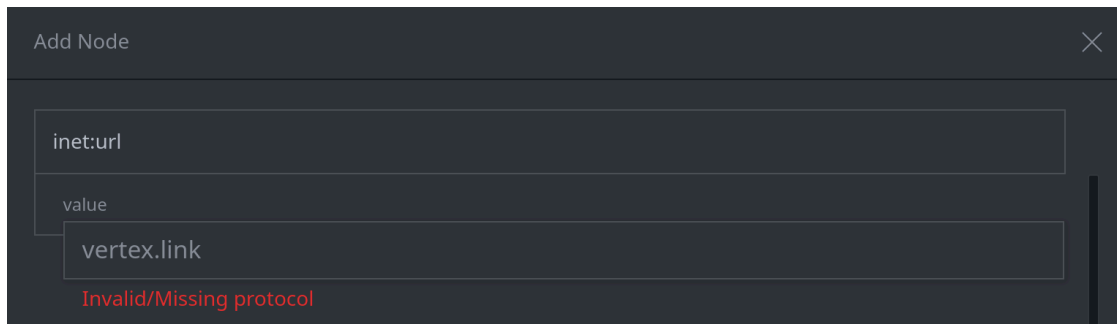 Add Node
inet:url
value
vertex.link
Invalid/Missing protocol